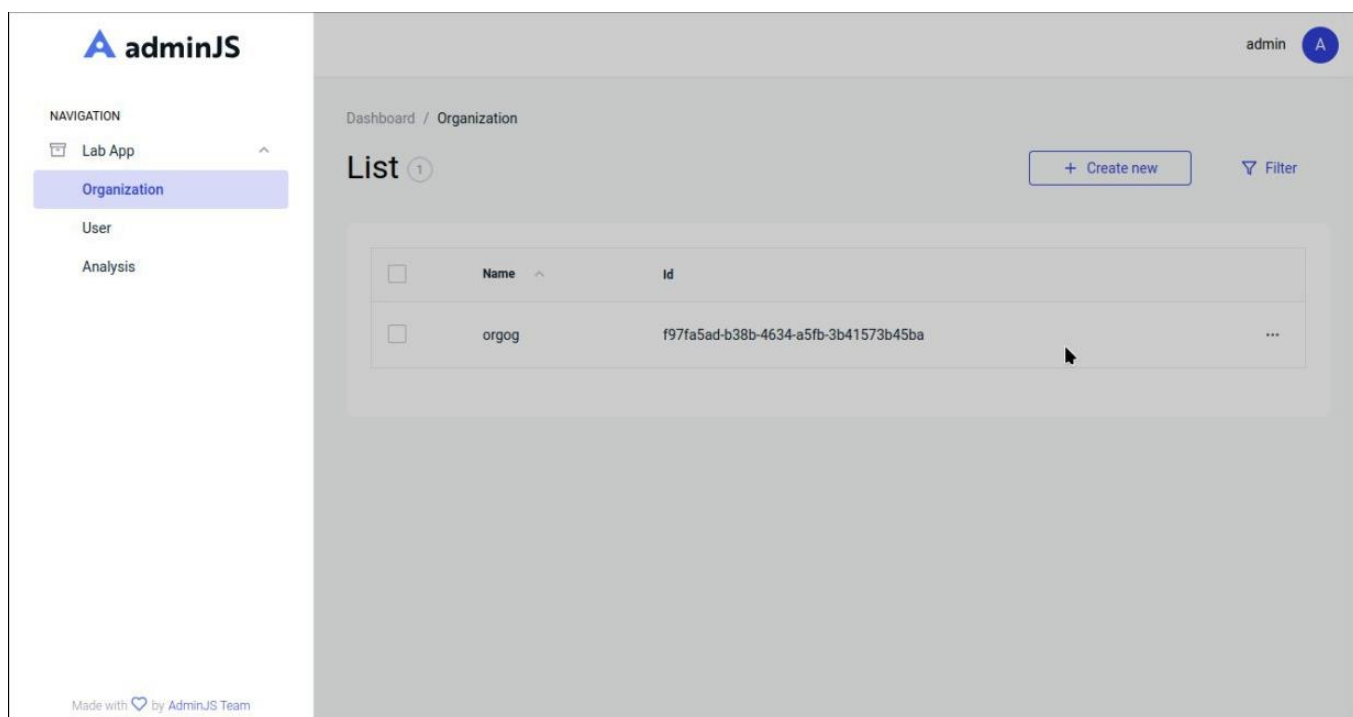 adminJS
admin A
NAVIGATION
Lab App
Organization
User
Analysis
Dashboard / Organization
List 1
+ Create new
Filter
Name Id
orgog f97fa5ad-b38b-4634-a5fb-3b41573b45ba ...
Made with by AdminJS Team